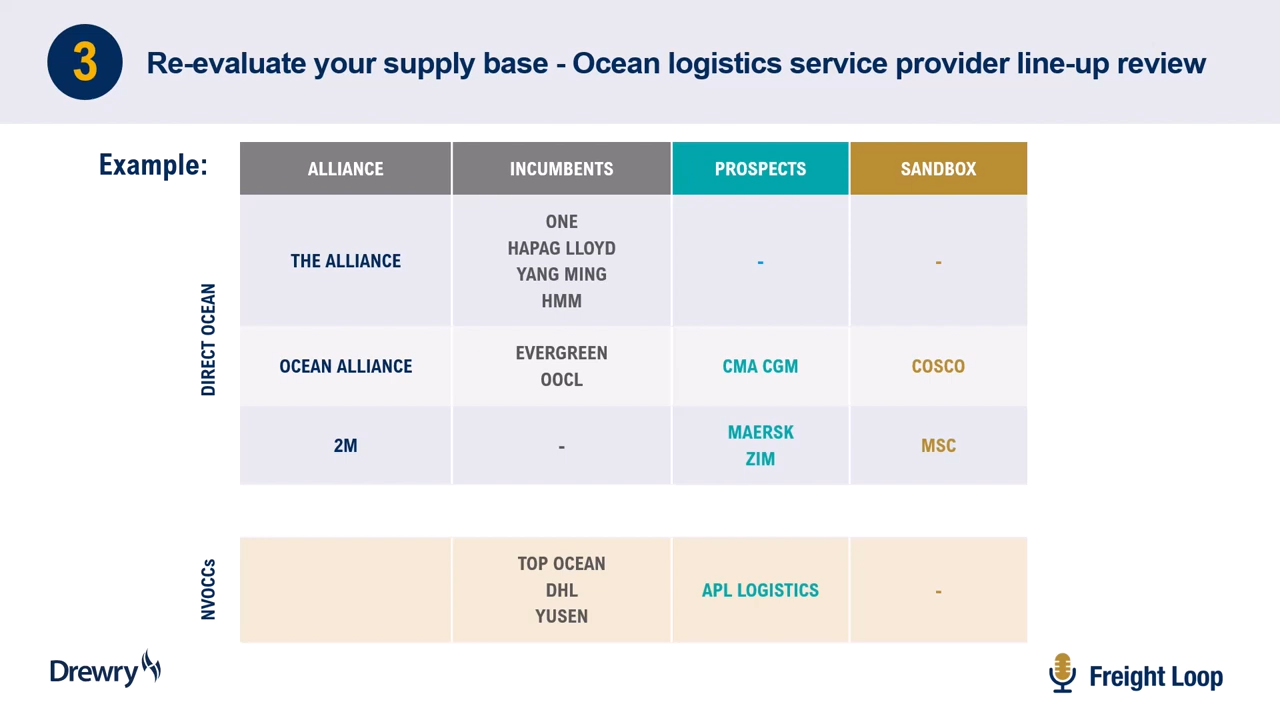 3
Re-evaluate your supply base - Ocean logistics service provider line-up review
Example:
ALLIANCE
INCUMBENTS
PROSPECTS
SANDBOX
DIRECT OCEAN
THE ALLIANCE
ONE
HAPAG LLOYD
YANG MING
HMM
-
-
OCEAN ALLIANCE
EVERGREEN
OOCL
CMA CGM
COSCO
2M
-
MAERSK
ZIM
MSC
NVOCCs
TOP OCEAN
DHL
YUSEN
APL LOGISTICS
-
Drewry
Freight Loop